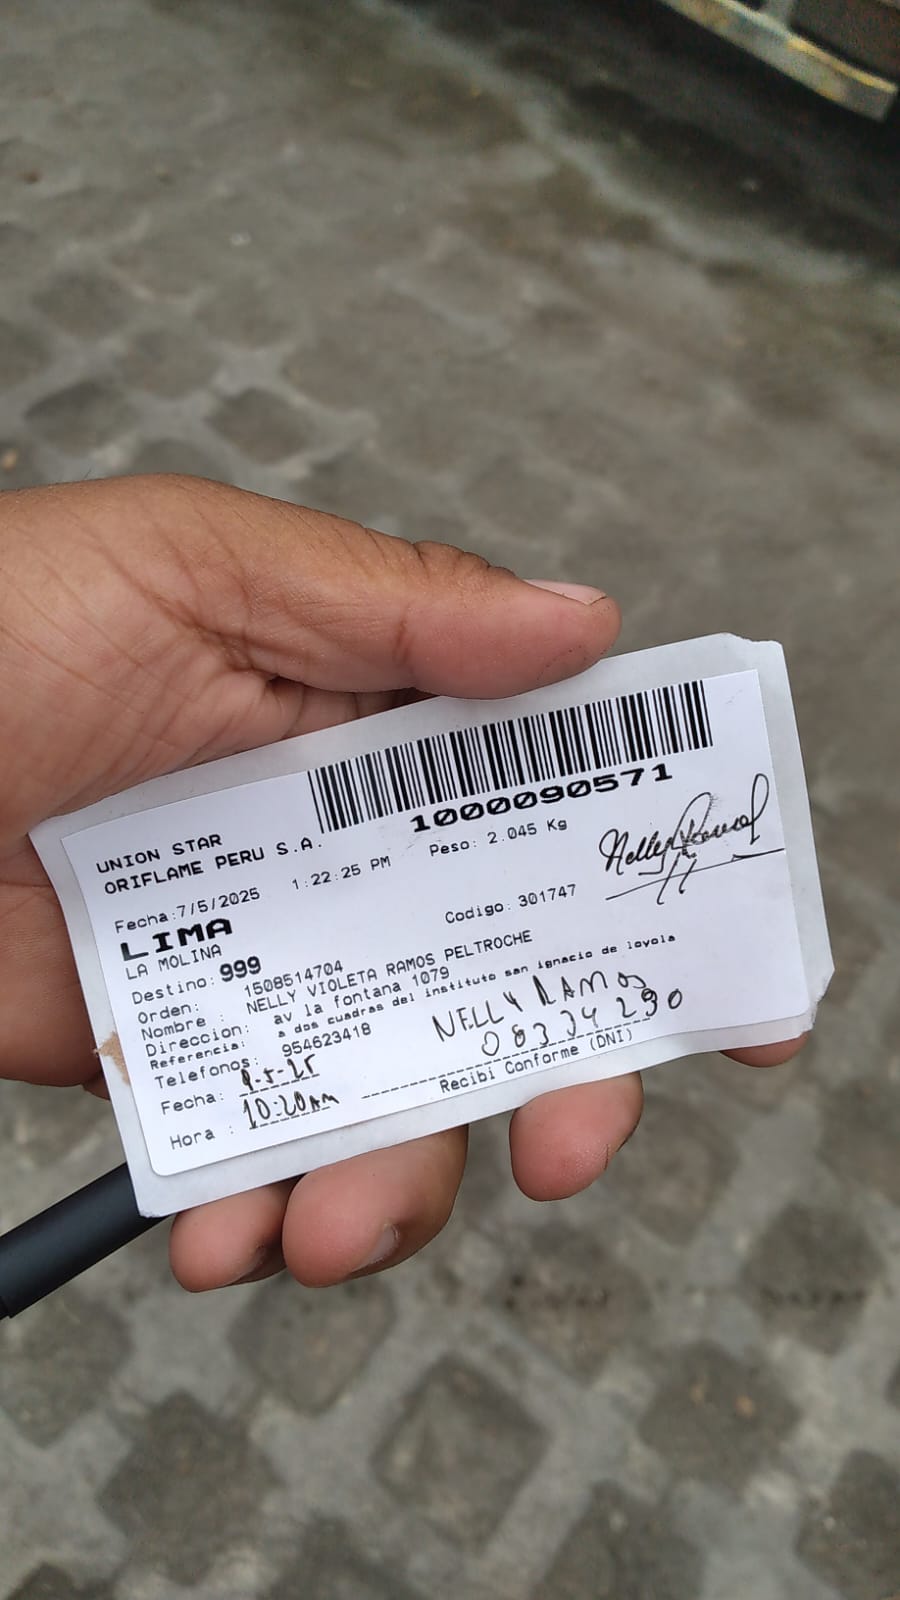 1000090571
UNION STAR
ORIFLAME PERU S.A.
Fecha:7/5/2025 1:22:25 PM Peso: 2.045 Kg
LIMA
LA MOLINA
Destino: 999 Codigo: 301747
Orden: 1508514704
Nombre : NELLY VIOLETA RAMOS PELTROCHE
Direccion: av la fontana 1079
Referencia: a dos cuadras del instituto san ignacio de loyola
Telefonos: 954623418
Nelly Ramos
NELLY RAMOS
Fecha: 9-5-25
Hora : 10:20AM
Recibi Conforme (DNI)